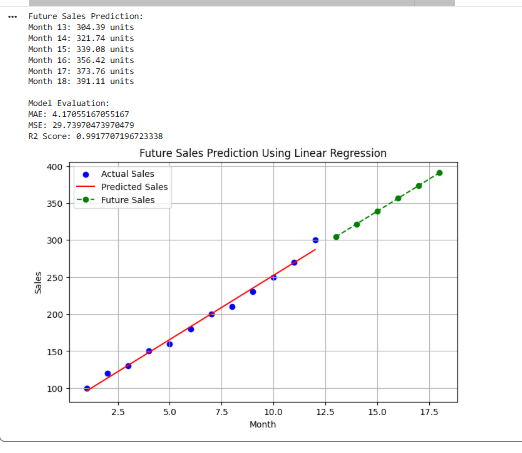 Future Sales Prediction:
Month 13: 304.39 units
Month 14: 321.74 units
Month 15: 339.08 units
Month 16: 356.42 units
Month 17: 373.76 units
Month 18: 391.11 units
Model Evaluation:
MAE: 4.17055167055167
MSE: 29.73970473970479
R2 Score: 0.9917707196723338
Future Sales Prediction Using Linear Regression
Actual Sales
Predicted Sales
Future Sales
400
350
300
250
200
150
100
Sales
2.5 5.0 7.5 10.0 12.5 15.0 17.5
Month